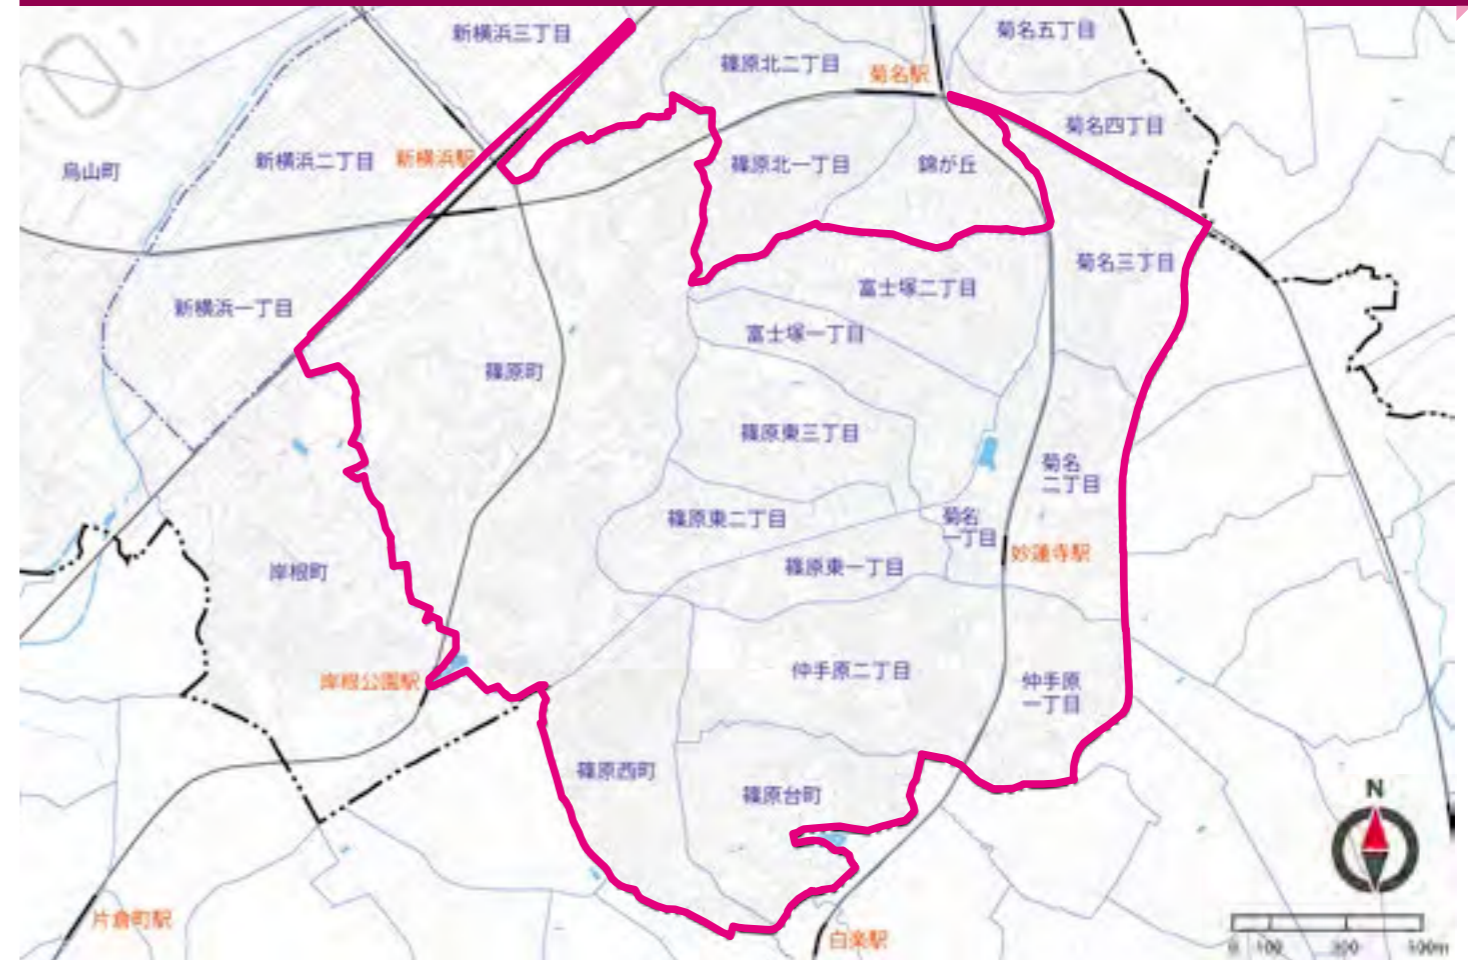 新横浜三丁目
菊名五丁目
篠原北二丁目
菊名駅
菊名四丁目
鳥山町
新横浜二丁目
新横浜駅
篠原北一丁目
錦が丘
菊名三丁目
富士塚二丁目
新横浜一丁目
富士塚一丁目
篠原町
篠原東三丁目
菊名
二丁目
篠原東二丁目
菊名
一丁目
妙蓮寺駅
岸根町
篠原東一丁目
岸根公園駅
仲手原二丁目
仲手原
一丁目
篠原西町
篠原台町
N
片倉町駅
白楽駅
0 100 300 500m